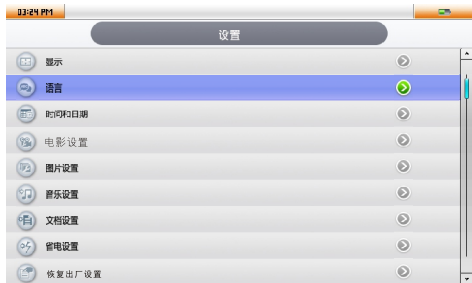 03:24 PM
设置
显示
语言
时间和日期
电影设置
图片设置
音乐设置
文档设置
省电设置
恢复出厂设置